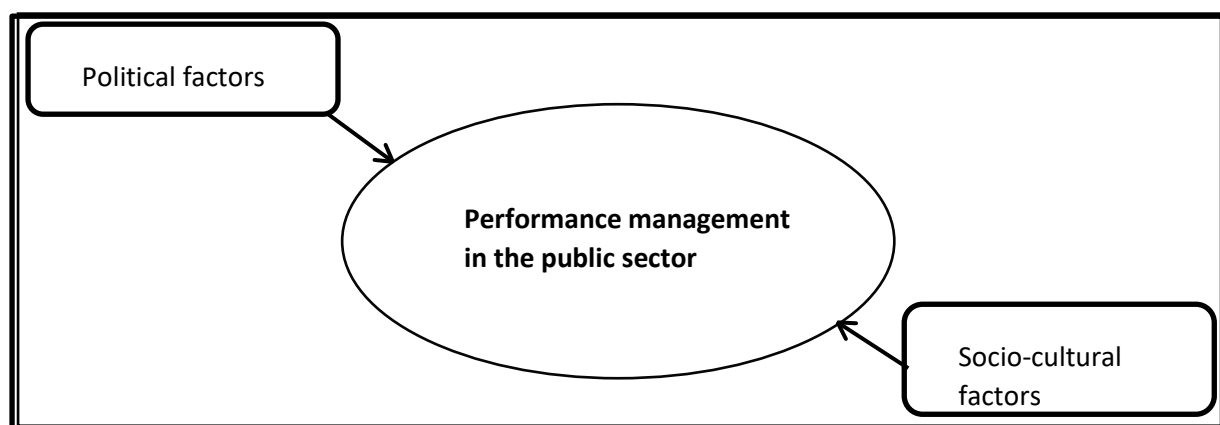 Political factors
Performance management
in the public sector
Socio-cultural
factors